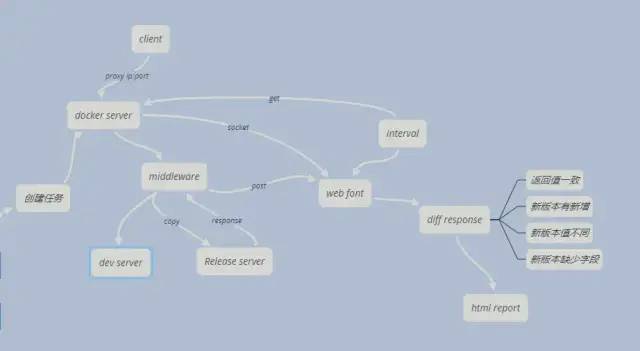 client
proxy ip:port
get
docker server
socket
interval
middleware
返回值一致
post
web font
创建任务
新版本有新增
diff response
copy
response
新版本值不同
dev server
Release server
新版本缺少字段
html report